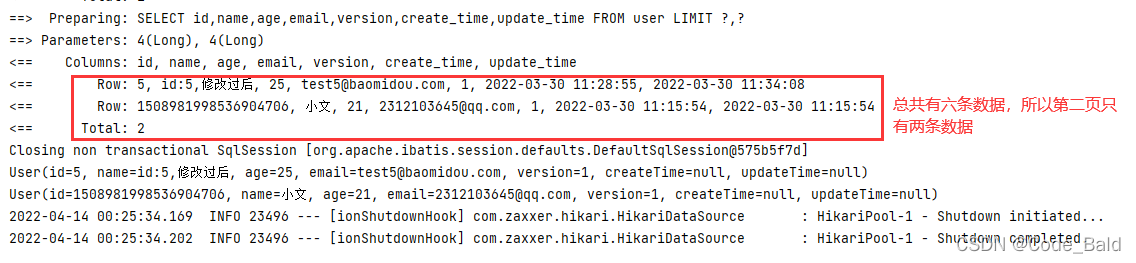 ==>  Preparing: SELECT id,name,age,email,version,create_time,update_time FROM user LIMIT ?,?
==> Parameters: 4(Long), 4(Long)
<==    Columns: id, name, age, email, version, create_time, update_time
<==        Row: 5, id:5,修改过后, 25, test5@baomidou.com, 1, 2022-03-30 11:28:55, 2022-03-30 11:34:08
<==        Row: 1508981998536904706, 小文, 21, 2312103645@qq.com, 1, 2022-03-30 11:15:54, 2022-03-30 11:15:54
<==      Total: 2
总共有六条数据，所以第二页只
有两条数据
Closing non transactional SqlSession [org.apache.ibatis.session.defaults.DefaultSqlSession@575b5f7d]
User(id=5, name=id:5,修改过后, age=25, email=test5@baomidou.com, version=1, createTime=null, updateTime=null)
User(id=1508981998536904706, name=小文, age=21, email=2312103645@qq.com, version=1, createTime=null, updateTime=null)
2022-04-14 00:25:34.169  INFO 23496 --- [ionShutdownHook] com.zaxxer.hikari.HikariDataSource       : HikariPool-1 - Shutdown initiated...
2022-04-14 00:25:34.202  INFO 23496 --- [ionShutdownHook] com.zaxxer.hikari.HikariDataSource       : HikariPool-1 - Shutdown completed
CSDN @Code_Bald